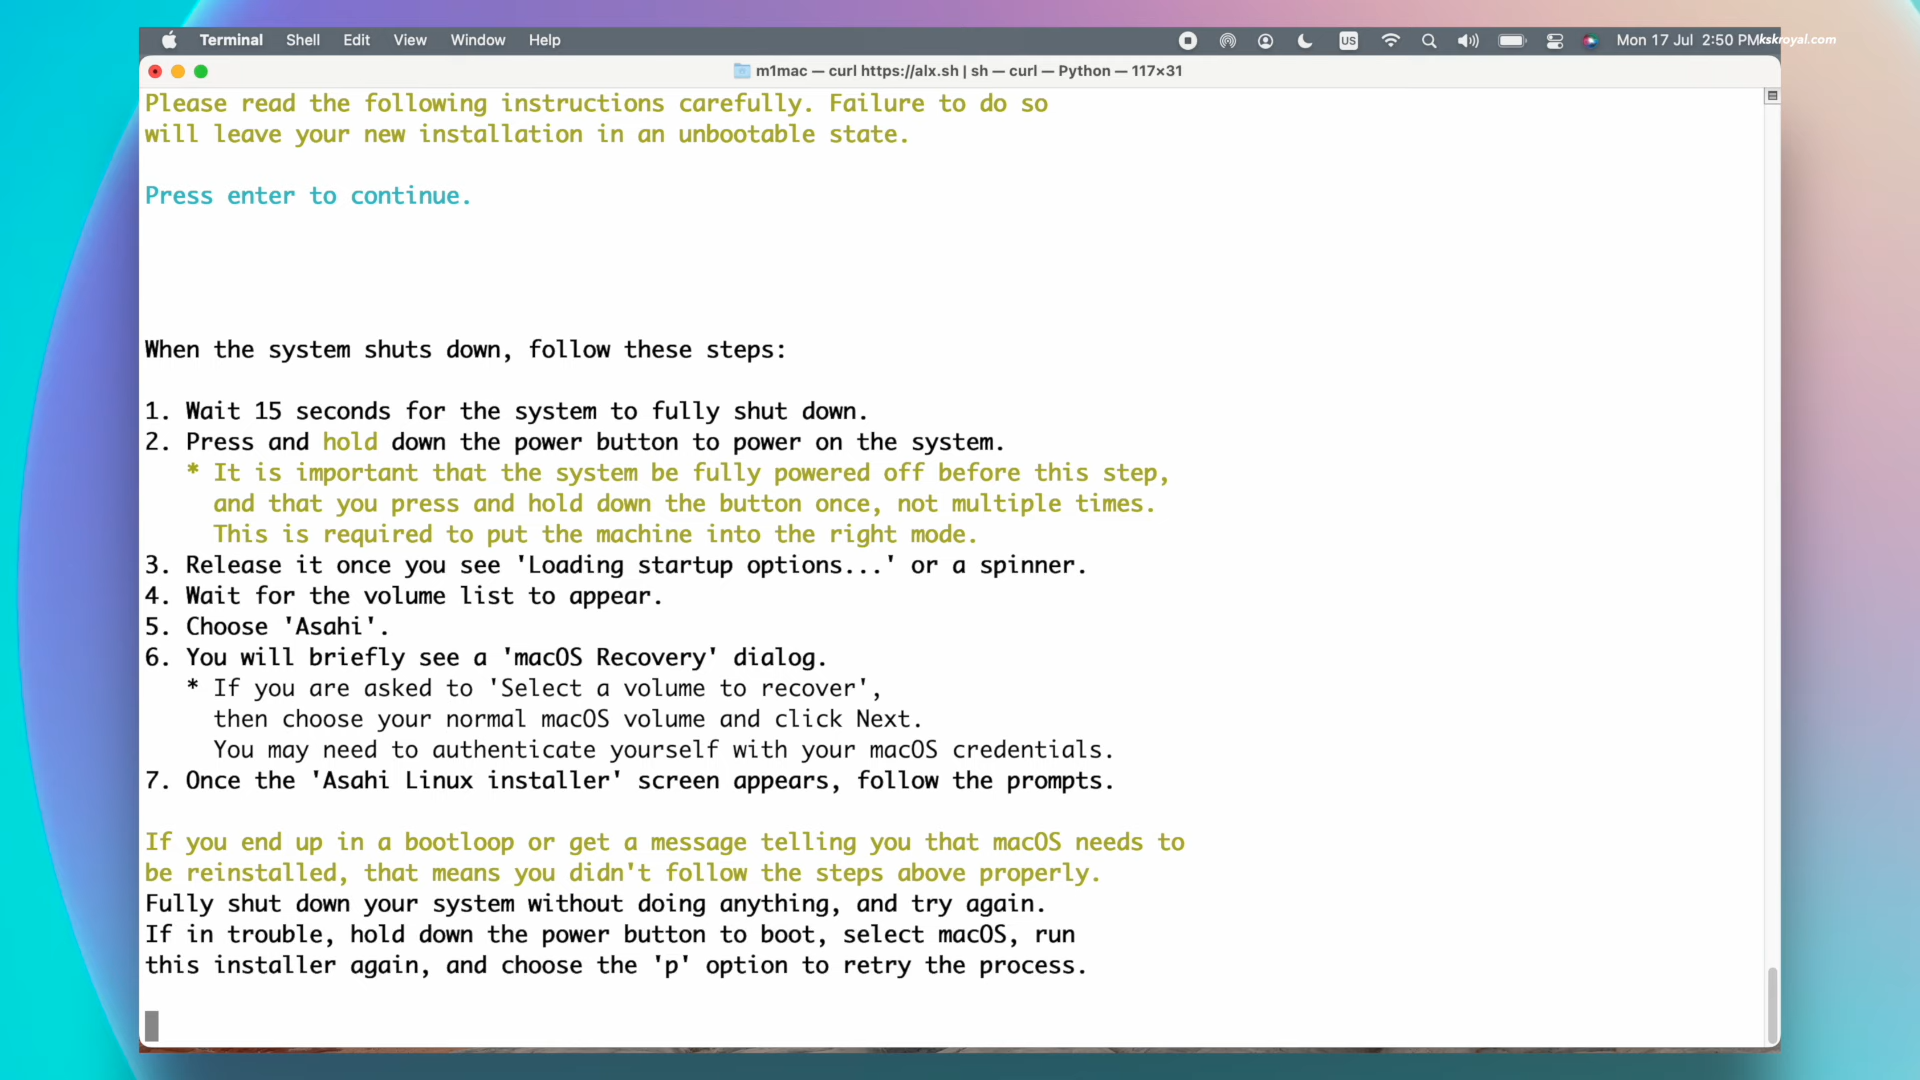 Terminal Shell Edit View Window Help US Mon 17 Jul 2:50 PM kskroyal.com
m1mac — curl https://alx.sh | sh — curl — Python — 117×31
Please read the following instructions carefully. Failure to do so
will leave your new installation in an unbootable state.
Press enter to continue.
When the system shuts down, follow these steps:
1. Wait 15 seconds for the system to fully shut down.
2. Press and hold down the power button to power on the system.
* It is important that the system be fully powered off before this step,
and that you press and hold down the button once, not multiple times.
This is required to put the machine into the right mode.
3. Release it once you see 'Loading startup options...' or a spinner.
4. Wait for the volume list to appear.
5. Choose 'Asahi'.
6. You will briefly see a 'macOS Recovery' dialog.
* If you are asked to 'Select a volume to recover',
then choose your normal macOS volume and click Next.
You may need to authenticate yourself with your macOS credentials.
7. Once the 'Asahi Linux installer' screen appears, follow the prompts.
If you end up in a bootloop or get a message telling you that macOS needs to
be reinstalled, that means you didn't follow the steps above properly.
Fully shut down your system without doing anything, and try again.
If in trouble, hold down the power button to boot, select macOS, run
this installer again, and choose the 'p' option to retry the process.